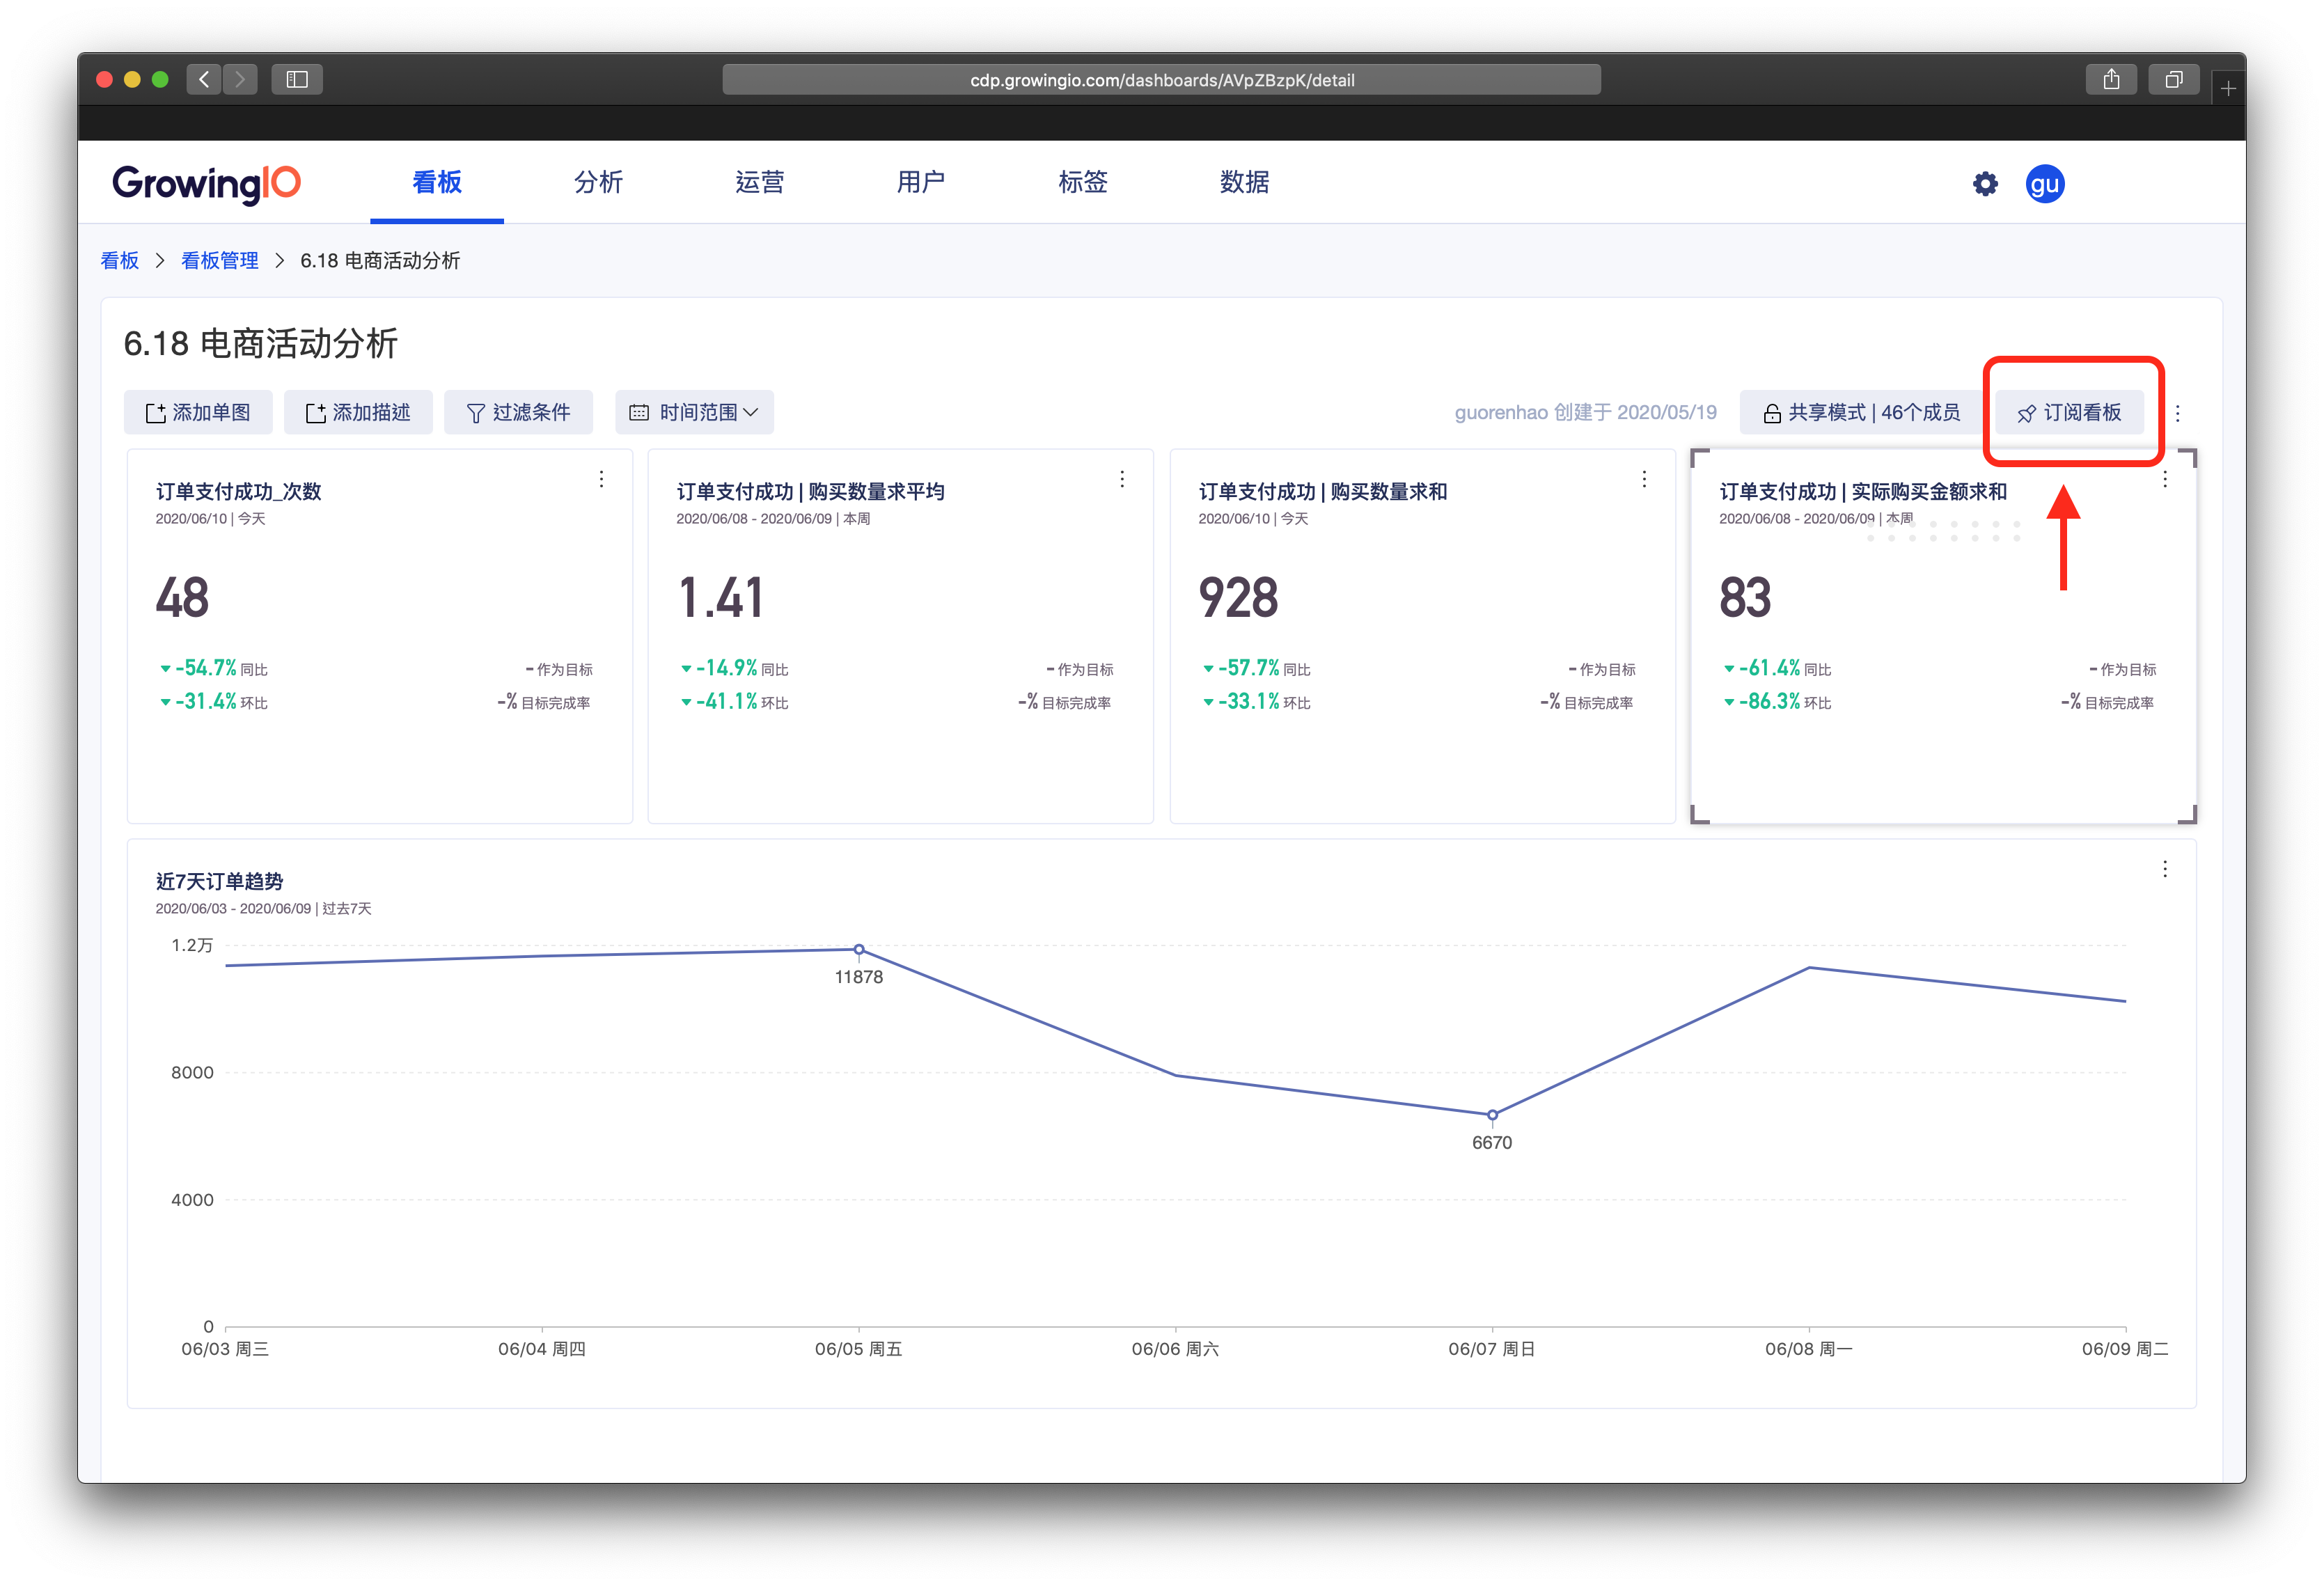 cdp.growingio.com/dashboards/AVpZBzpK/detail
GrowingIO 看板 分析 运营 用户 标签 数据 gu
看板 > 看板管理 > 6.18 电商活动分析
6.18 电商活动分析
添加单图 添加描述 过滤条件 时间范围 guorenhao 创建于 2020/05/19 共享模式 | 46个成员 订阅看板
订单支付成功_次数
2020/06/10 | 今天
48
-54.7% 同比 - 作为目标
-31.4% 环比 -% 目标完成率
订单支付成功 | 购买数量求平均
2020/06/08 - 2020/06/09 | 本周
1.41
-14.9% 同比 - 作为目标
-41.1% 环比 -% 目标完成率
订单支付成功 | 购买数量求和
2020/06/10 | 今天
928
-57.7% 同比 - 作为目标
-33.1% 环比 -% 目标完成率
订单支付成功 | 实际购买金额求和
2020/06/08 - 2020/06/09 | 本周
83
-61.4% 同比 - 作为目标
-86.3% 环比 -% 目标完成率
近7天订单趋势
2020/06/03 - 2020/06/09 | 过去7天
1.2万
11878
8000
6670
4000
0
06/03 周三 06/04 周四 06/05 周五 06/06 周六 06/07 周日 06/08 周一 06/09 周二